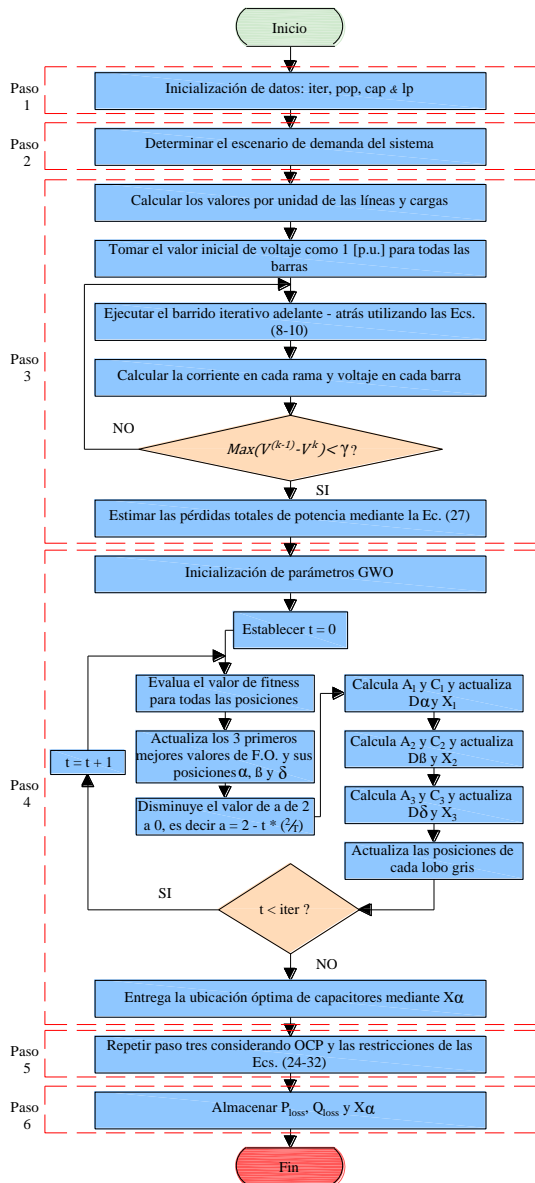 Inicio
Paso
1
Inicialización de datos: iter, pop, cap & lp
Paso
2
Determinar el escenario de demanda del sistema
Paso
3
Calcular los valores por unidad de las líneas y cargas
Tomar el valor inicial de voltaje como 1 [p.u.] para todas las
barras
Ejecutar el barrido iterativo adelante - atrás utilizando las Ecs.
(8-10)
Calcular la corriente en cada rama y voltaje en cada barra
NO
Max(V^(k-1)-V^k)<γ?
SI
Estimar las pérdidas totales de potencia mediante la Ec. (27)
Paso
4
Inicialización de parámetros GWO
Establecer t = 0
Evalua el valor de fitness
para todas las posiciones
Actualiza los 3 primeros
mejores valores de F.O. y sus
posiciones α, ß y δ
Disminuye el valor de a de 2
a 0, es decir a = 2 - t * (2/T)
Calcula A₁ y C₁ y actualiza
Dα y X₁
Calcula A₂ y C₂ y actualiza
Dß y X₂
Calcula A₃ y C₃ y actualiza
Dδ y X₃
Actualiza las posiciones de
cada lobo gris
t = t + 1
SI
t < iter ?
NO
Entrega la ubicación óptima de capacitores mediante Xα
Paso
5
Repetir paso tres considerando OCP y las restricciones de las
Ecs. (24-32)
Paso
6
Almacenar P_loss, Q_loss y Xα
Fin